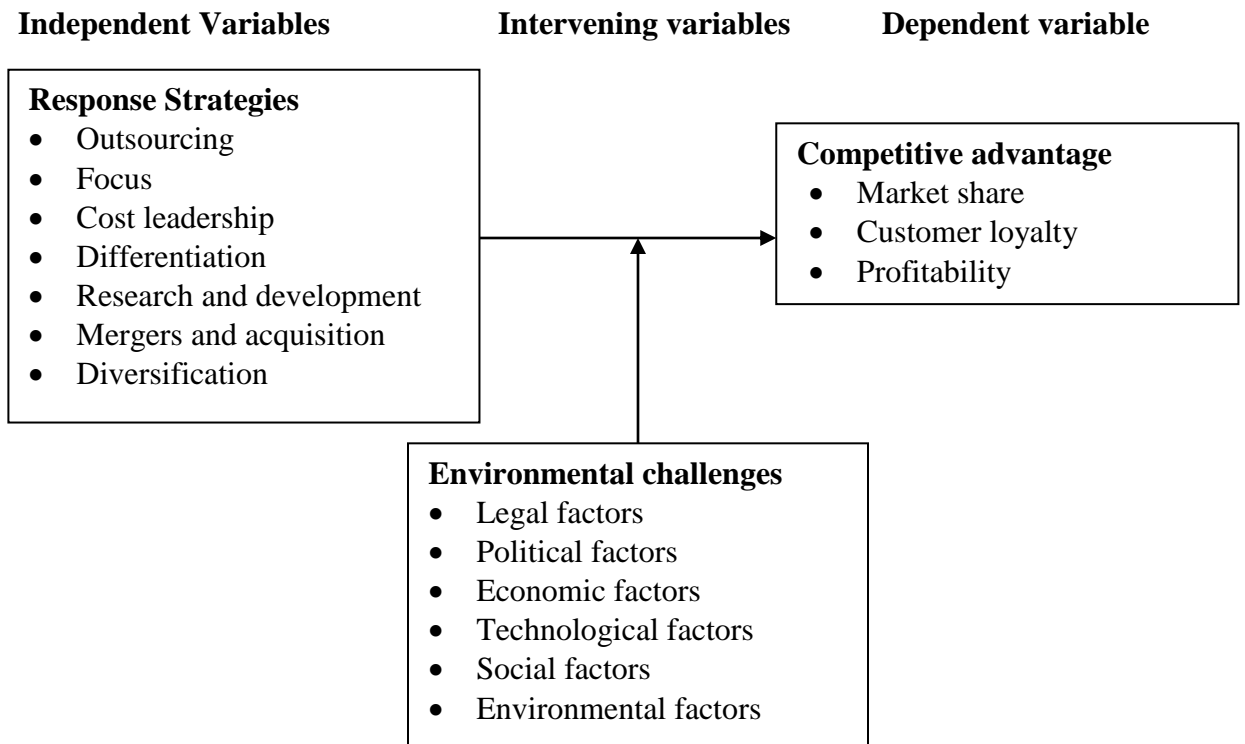 Independent Variables
Intervening variables
Dependent variable
Response Strategies
• Outsourcing
• Focus
• Cost leadership
• Differentiation
• Research and development
• Mergers and acquisition
• Diversification
Competitive advantage
• Market share
• Customer loyalty
• Profitability
Environmental challenges
• Legal factors
• Political factors
• Economic factors
• Technological factors
• Social factors
• Environmental factors